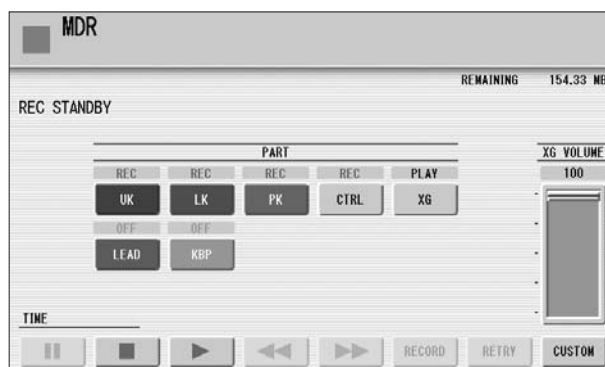 MDR
REMAINING 154.33 MB
REC STANDBY
PART
XG VOLUME
REC REC REC REC PLAY
100
UK LK PK CTRL XG
OFF OFF
LEAD KBP
TIME
RECORD RETRY CUSTOM